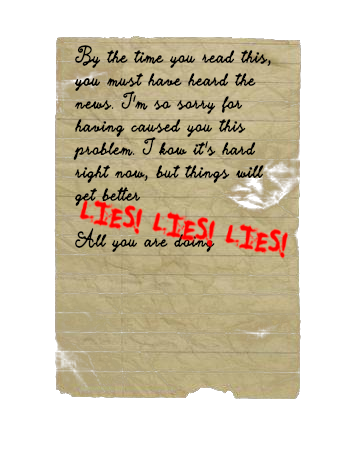 By the time you read this,
you must have heard the
news. I'm so sorry for
having caused you this
problem. I kow it's hard
right now, but things will
get better
LIES! LIES! LIES!
All you are doing